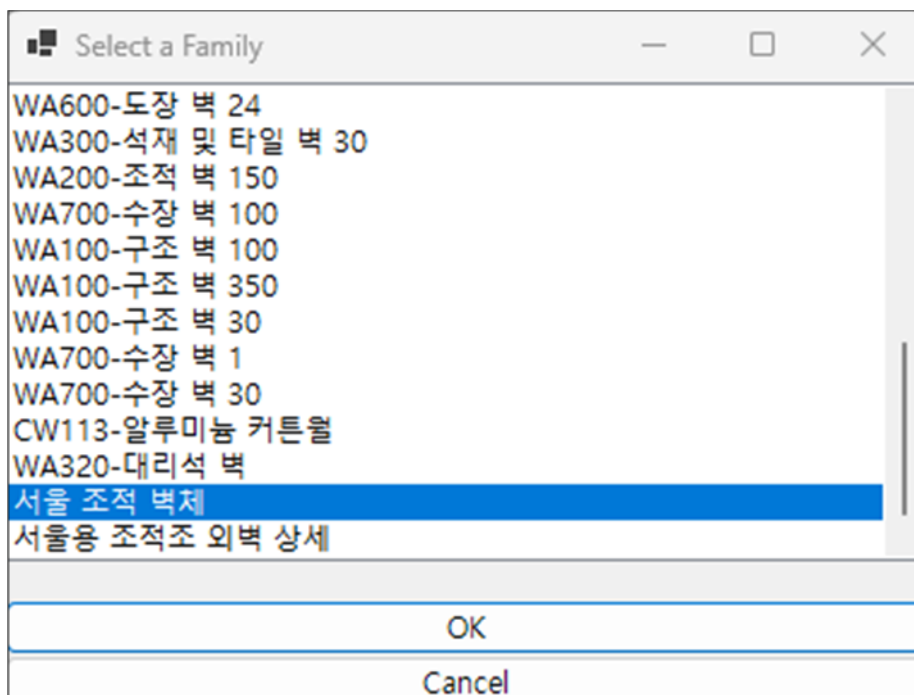 Select a Family
WA600-도장 벽 24
WA300-석재 및 타일 벽 30
WA200-조적 벽 150
WA700-수장 벽 100
WA100-구조 벽 100
WA100-구조 벽 350
WA100-구조 벽 30
WA700-수장 벽 1
WA700-수장 벽 30
CW113-알루미늄 커튼월
WA320-대리석 벽
서울 조적 벽체
서울용 조적조 외벽 상세
OK
Cancel